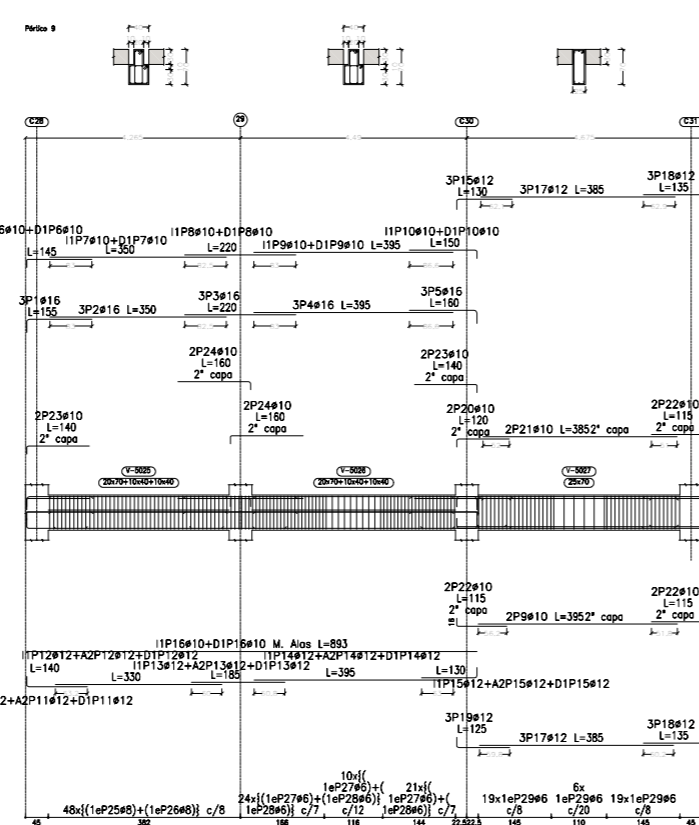 Pórtico 9
C28
29
C30
C31
3P15ø12
L=130
3P17ø12 L=385
3P18ø12
L=135
6ø10+D1P6ø10
L=145
I1P7ø10+D1P7ø10
L=350
I1P8ø10+D1P8ø10
L=220
I1P9ø10+D1P9ø10 L=395
I1P10ø10+D1P10ø10
L=150
3P1ø16
L=155
3P2ø16 L=350
3P3ø16
L=220
3P4ø16 L=395
3P5ø16
L=160
2P24ø10
L=160
2ª capa
2P23ø10
L=140
2ª capa
2P23ø10
L=140
2ª capa
2P24ø10
L=160
2ª capa
2P20ø10
L=120
2ª capa
2P21ø10 L=3852ª capa
2P22ø10
L=115
2ª capa
V-5025
20x70+10x40+10x40
V-5026
20x70+10x40+10x40
V-5027
25x70
2P22ø10
L=115
2ª capa
2P9ø10 L=3952ª capa
2P22ø10
L=115
2ª capa
I1P16ø10+D1P16ø10 M. Alas L=893
I1P12ø12+A2P12ø12+D1P12ø12
L=330
I1P14ø12+A2P14ø12+D1P14ø12
L=395
L=140
I1P13ø12+A2P13ø12+D1P13ø12
L=185
L=130
I1P15ø12+A2P15ø12+D1P15ø12
2+A2P11ø12+D1P11ø12
3P19ø12
L=125
3P17ø12 L=385
3P18ø12
L=135
48x{(1eP25ø8)+(1eP26ø8)} c/8
24x{(1eP27ø6)+(1eP28ø6)} c/7
10x{(1eP27ø6)+(1eP28ø6)} c/12
21x{(1eP27ø6)+(1eP28ø6)} c/7
19x1eP29ø6 c/8
6x1eP29ø6 c/20
19x1eP29ø6 c/8
45 382 166 116 144 22.522.5 145 110 145 45